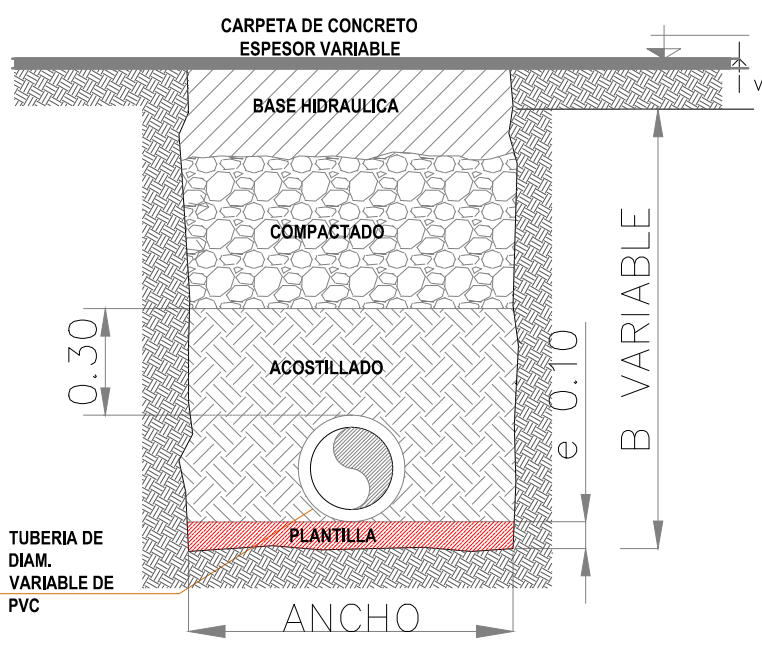 CARPETA DE CONCRETO
ESPESOR VARIABLE
V
BASE HIDRAULICA
COMPACTADO
B VARIABLE
0.30
ACOSTILLADO
e 0.10
PLANTILLA
TUBERIA DE
DIAM.
VARIABLE DE
PVC
ANCHO